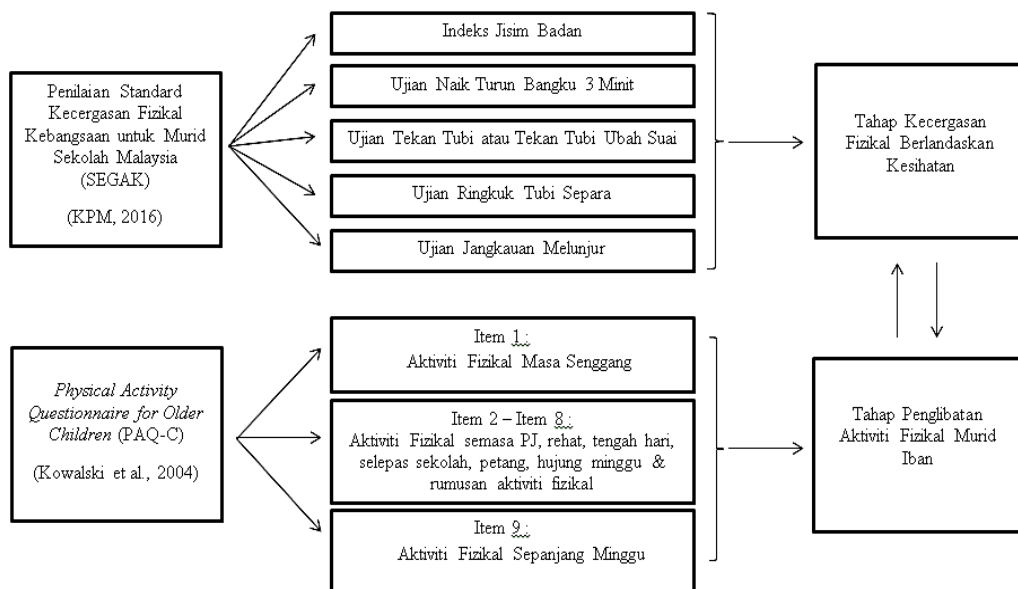 Penilaian Standard
Kecergasan Fizikal
Kebangsaan untuk Murid
Sekolah Malaysia
(SEGAK)
(KPM, 2016)
Indeks Jisim Badan
Ujian Naik Turun Bangku 3 Minit
Ujian Tekan Tubi atau Tekan Tubi Ubah Suai
Ujian Ringkuk Tubi Separa
Ujian Jangkauan Melunjur
Tahap Kecergasan
Fizikal Berlandaskan
Kesihatan
Physical Activity
Questionnaire for Older
Children (PAQ-C)
(Kowalski et al., 2004)
Item 1 :
Aktiviti Fizikal Masa Senggang
Item 2 – Item 8 :
Aktiviti Fizikal semasa PJ, rehat, tengah hari,
selepas sekolah, petang, hujung minggu &
rumusan aktiviti fizikal
Item 9 :
Aktiviti Fizikal Sepanjang Minggu
Tahap Penglibatan
Aktiviti Fizikal Murid
Iban